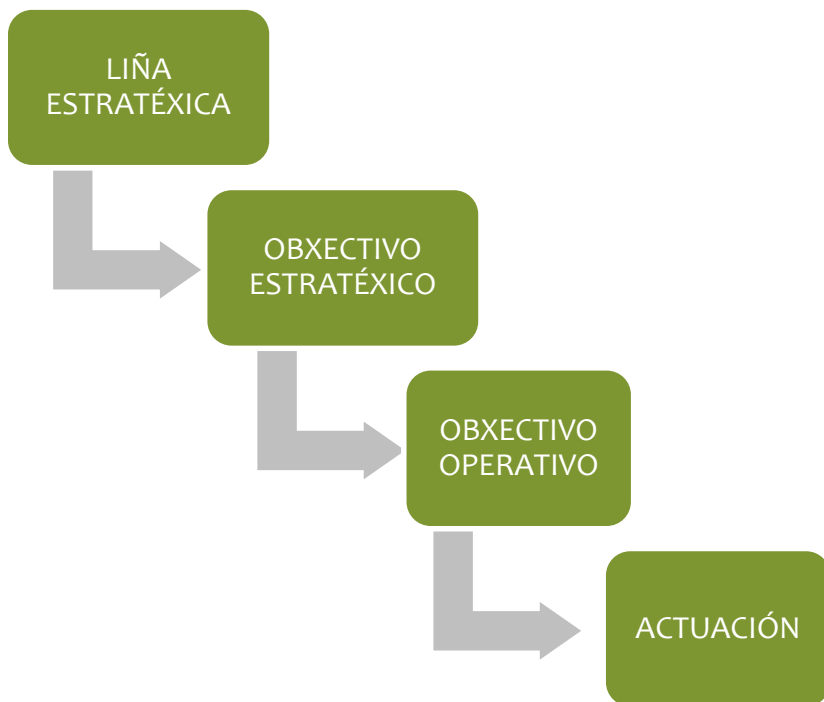 LIÑA
ESTRATÉXICA
OBXECTIVO
ESTRATÉXICO
OBXECTIVO
OPERATIVO
ACTUACIÓN